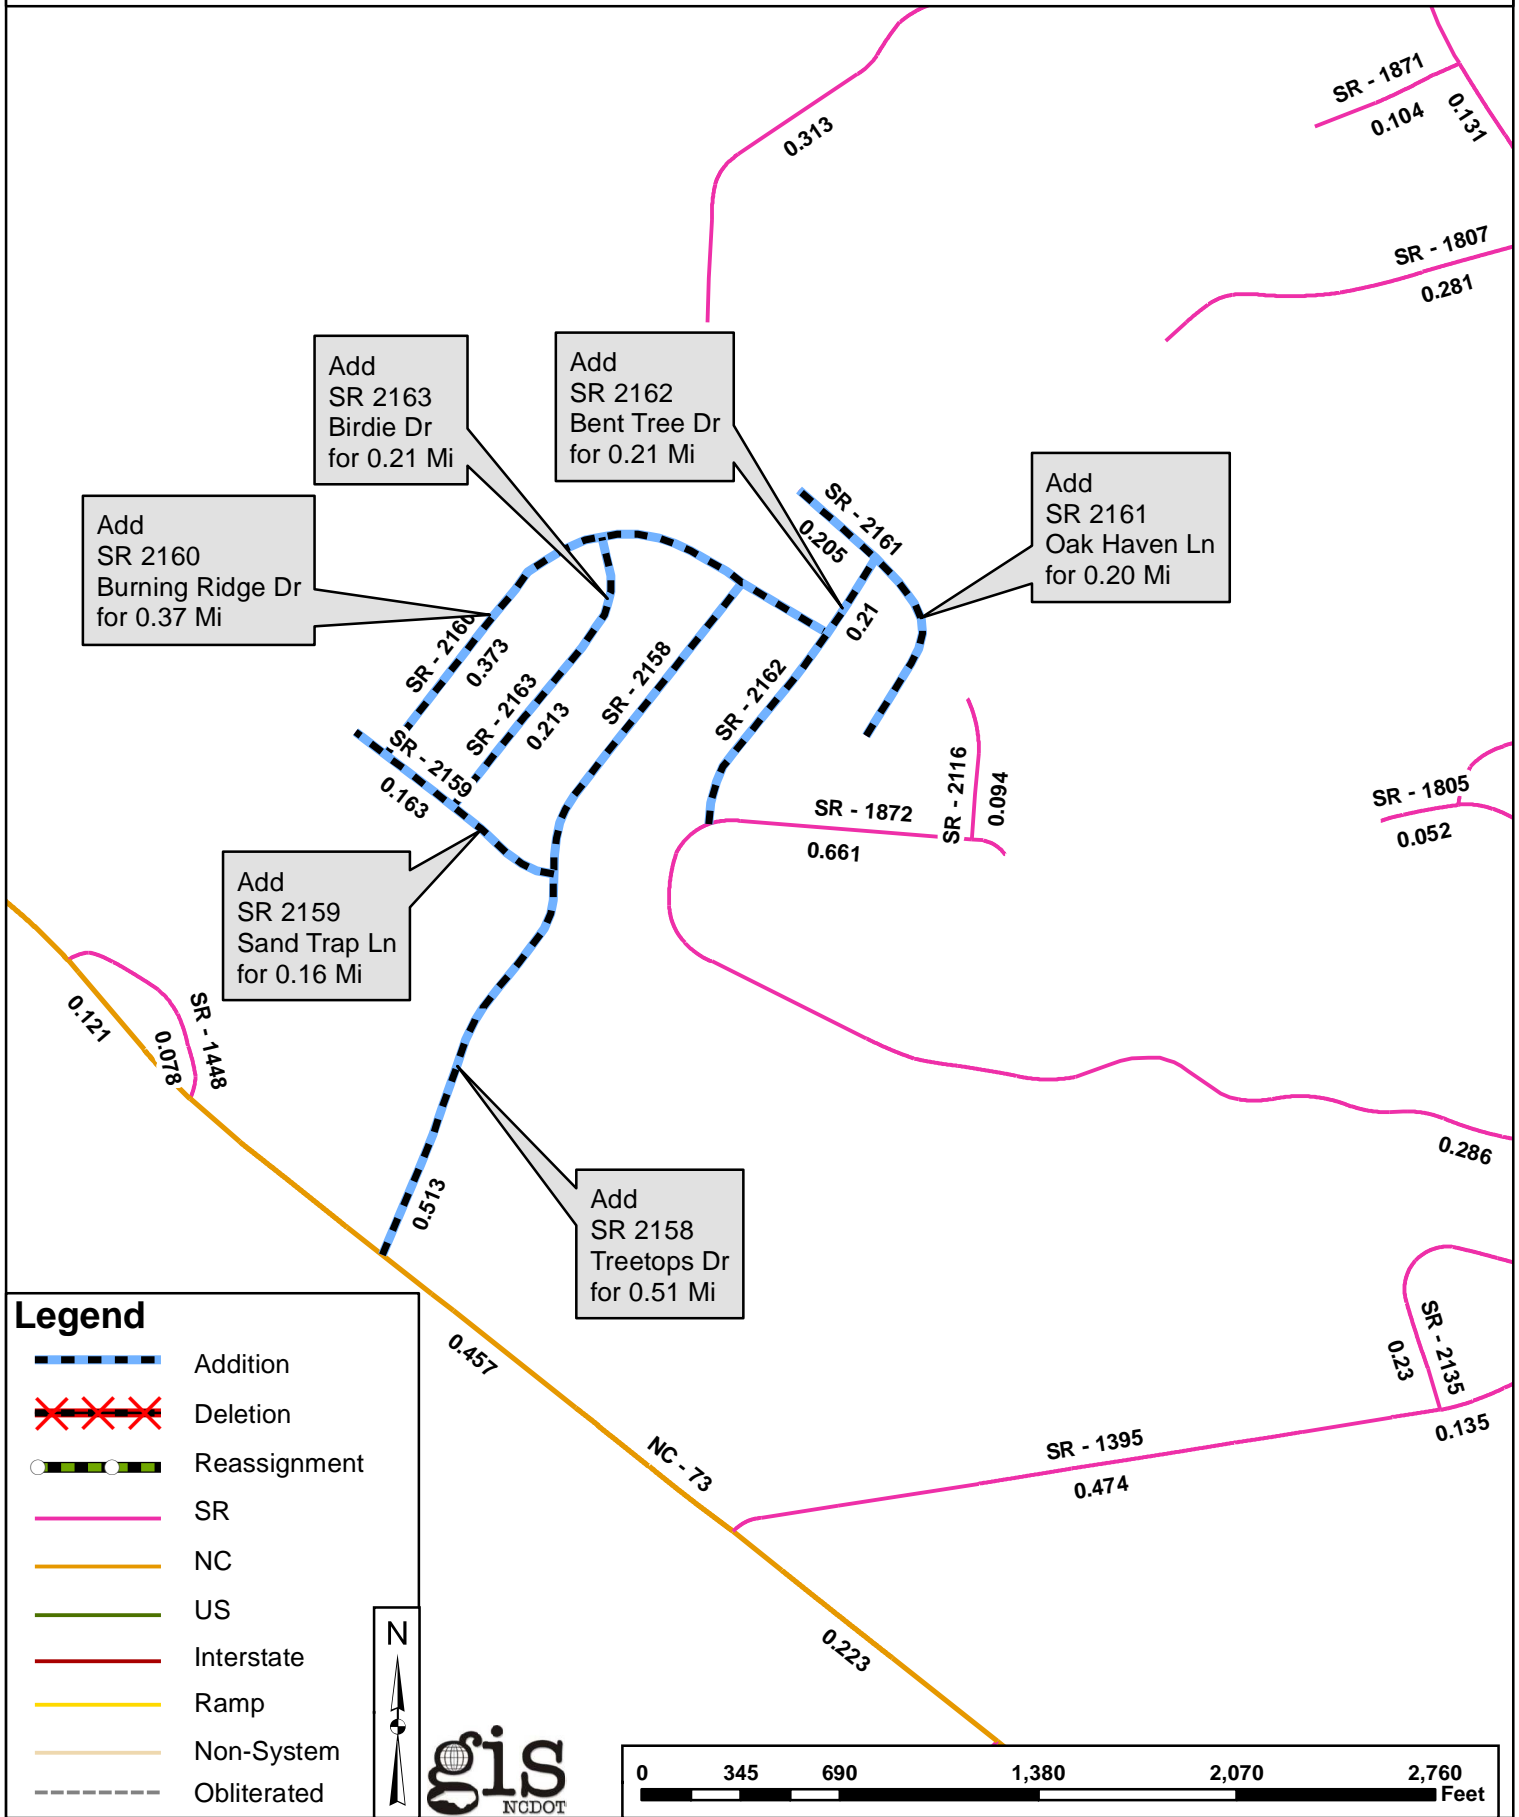 SR - 1871
0.104
0.131
0.313
SR - 1807
0.281
Add
SR 2163
Birdie Dr
for 0.21 Mi
Add
SR 2162
Bent Tree Dr
for 0.21 Mi
Add
SR 2161
Oak Haven Ln
for 0.20 Mi
Add
SR 2160
Burning Ridge Dr
for 0.37 Mi
SR - 2161
0.205
0.21
SR - 2160
0.373
SR - 2163
0.213
SR - 2158
SR - 2162
SR - 2159
0.163
SR - 2116
0.094
SR - 1872
0.661
SR - 1805
0.052
Add
SR 2159
Sand Trap Ln
for 0.16 Mi
0.121
0.078
SR - 1448
0.286
0.513
Add
SR 2158
Treetops Dr
for 0.51 Mi
0.457
NC - 73
SR - 2135
0.23
0.135
SR - 1395
0.474
0.223
Legend
Addition
Deletion
Reassignment
SR
NC
US
Interstate
Ramp
Non-System
Obliterated
N
gis
NCDOT
0 345 690 1,380 2,070 2,760
Feet